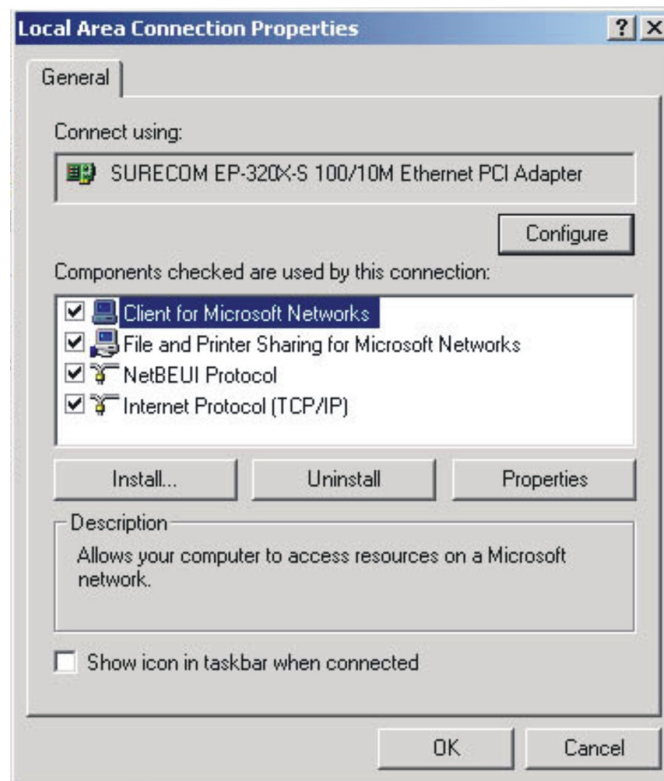 Local Area Connection Properties
General
Connect using:
SURECOM EP-320X-S 100/10M Ethernet PCI Adapter
Configure
Components checked are used by this connection:
Client for Microsoft Networks
File and Printer Sharing for Microsoft Networks
NetBEUI Protocol
Internet Protocol (TCP/IP)
Install...
Uninstall
Properties
Description
Allows your computer to access resources on a Microsoft
network.
Show icon in taskbar when connected
OK
Cancel